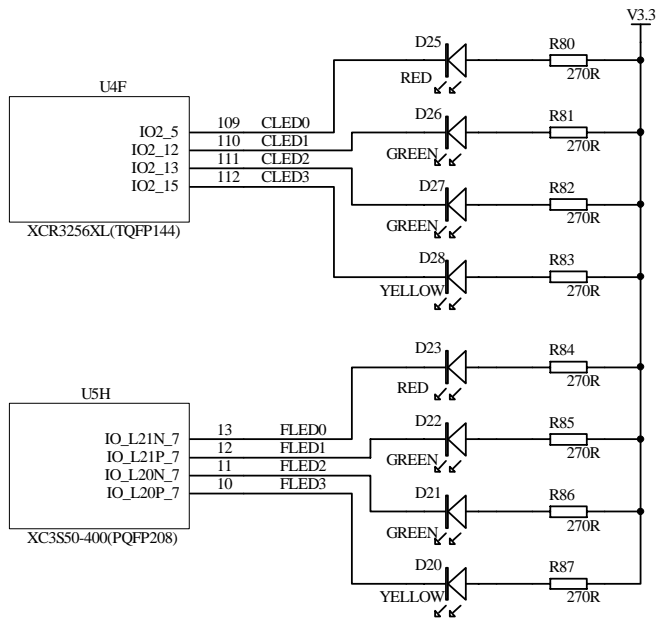 V3.3
D25 R80
RED 270R
U4F
D26 R81
109 CLED0
IO2_5
110 CLED1
IO2_12
GREEN 270R
111 CLED2
IO2_13
D27 R82
112 CLED3
IO2_15
GREEN 270R
XCR3256XL(TQFP144)
D28 R83
YELLOW 270R
D23 R84
RED 270R
U5H
D22 R85
13 FLED0
IO_L21N_7
12 FLED1
IO_L21P_7
GREEN 270R
11 FLED2
IO_L20N_7
D21 R86
10 FLED3
IO_L20P_7
GREEN 270R
XC3S50-400(PQFP208)
D20 R87
YELLOW 270R